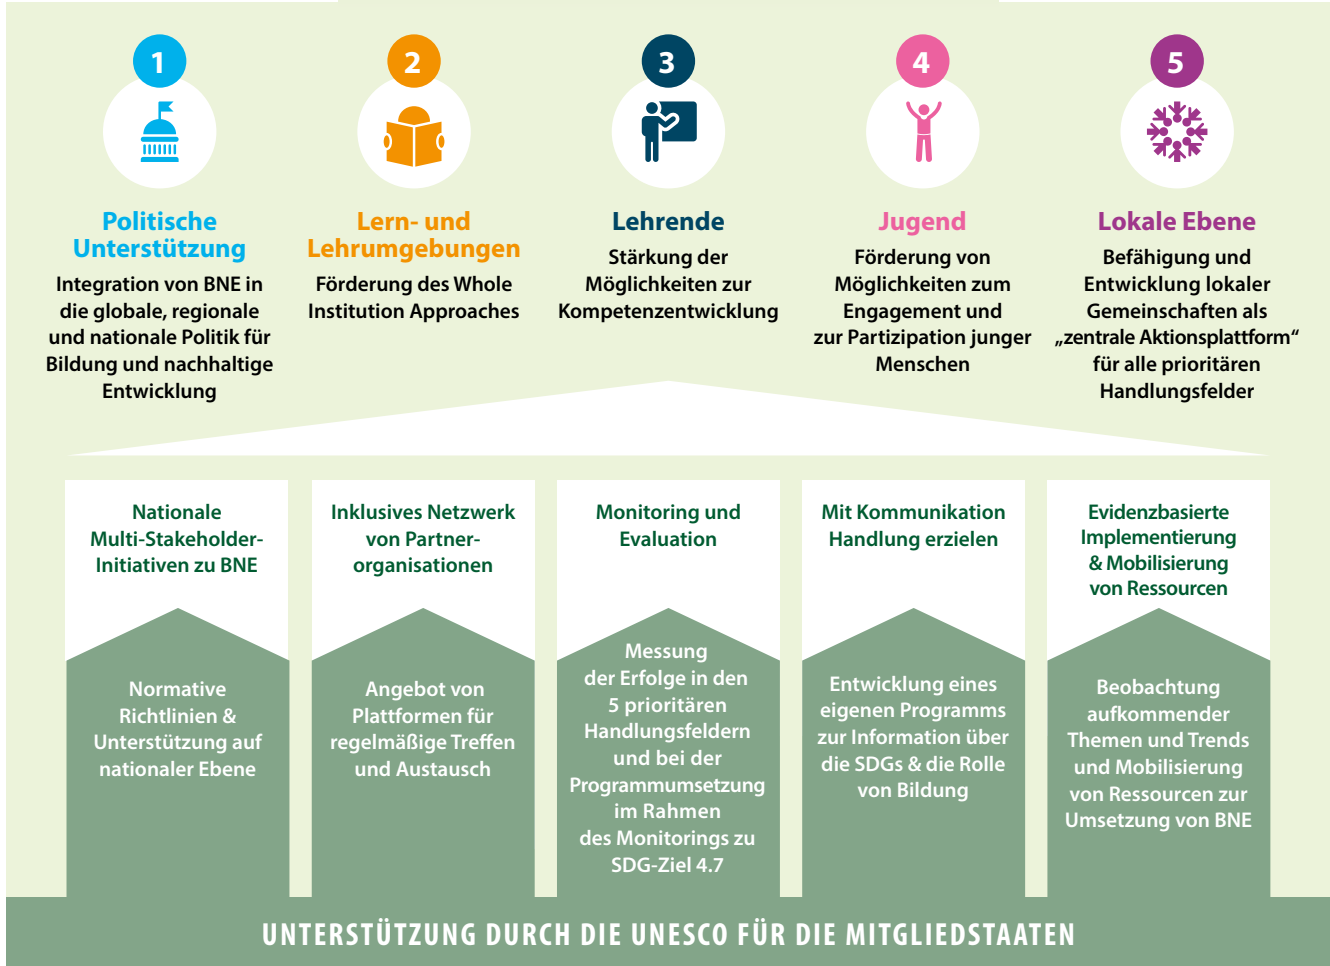 1
Politische
Unterstützung
Integration von BNE in
die globale, regionale
und nationale Politik für
Bildung und nachhaltige
Entwicklung
2
Lern- und
Lehrumgebungen
Förderung des Whole
Institution Approaches
3
Lehrende
Stärkung der
Möglichkeiten zur
Kompetenzentwicklung
4
Jugend
Förderung von
Möglichkeiten zum
Engagement und
zur Partizipation junger
Menschen
5
Lokale Ebene
Befähigung und
Entwicklung lokaler
Gemeinschaften als
„zentrale Aktionsplattform“
für alle prioritären
Handlungsfelder
Nationale
Multi-Stakeholder-
Initiativen zu BNE
Normative
Richtlinien &
Unterstützung auf
nationaler Ebene
Inklusives Netzwerk
von Partner-
organisationen
Angebot von
Plattformen für
regelmäßige Treffen
und Austausch
Monitoring und
Evaluation
Messung
der Erfolge in den
5 prioritären
Handlungsfeldern
und bei der
Programmumsetzung
im Rahmen
des Monitorings zu
SDG-Ziel 4.7
Mit Kommunikation
Handlung erzielen
Entwicklung eines
eigenen Programms
zur Information über
die SDGs & die Rolle
von Bildung
Evidenzbasierte
Implementierung
& Mobilisierung
von Ressourcen
Beobachtung
aufkommender
Themen und Trends
und Mobilisierung
von Ressourcen zur
Umsetzung von BNE
UNTERSTÜTZUNG DURCH DIE UNESCO FÜR DIE MITGLIEDSTAATEN